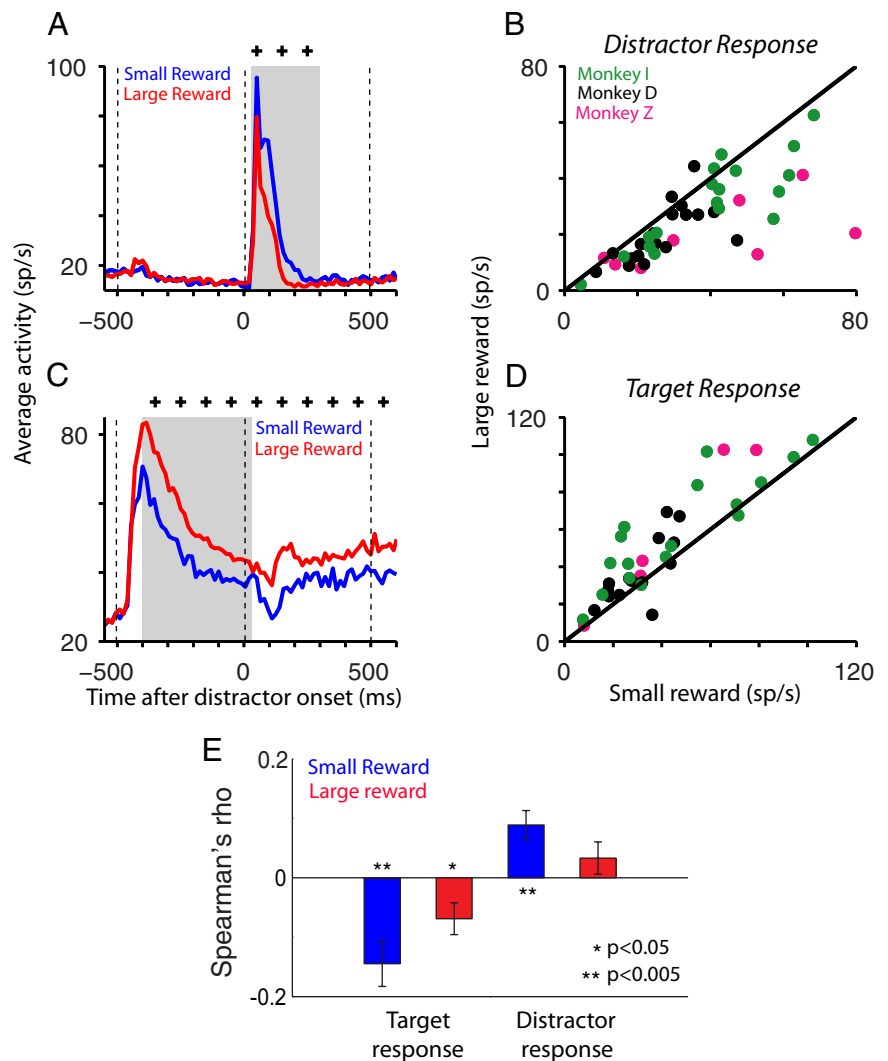 A
Small Reward
Large Reward
100
20
−500
0
500
B
Distractor Response
Monkey I
Monkey D
Monkey Z
80
0
0
80
Average activity (sp/s)
Large reward (sp/s)
C
Small Reward
Large Reward
80
20
−500
0
500
Time after distractor onset (ms)
D
Target Response
120
0
0
120
Small reward (sp/s)
E
Small Reward
Large reward
Spearman's rho
0.2
0
-0.2
**
*
**
* p<0.05
** p<0.005
Target response
Distractor response